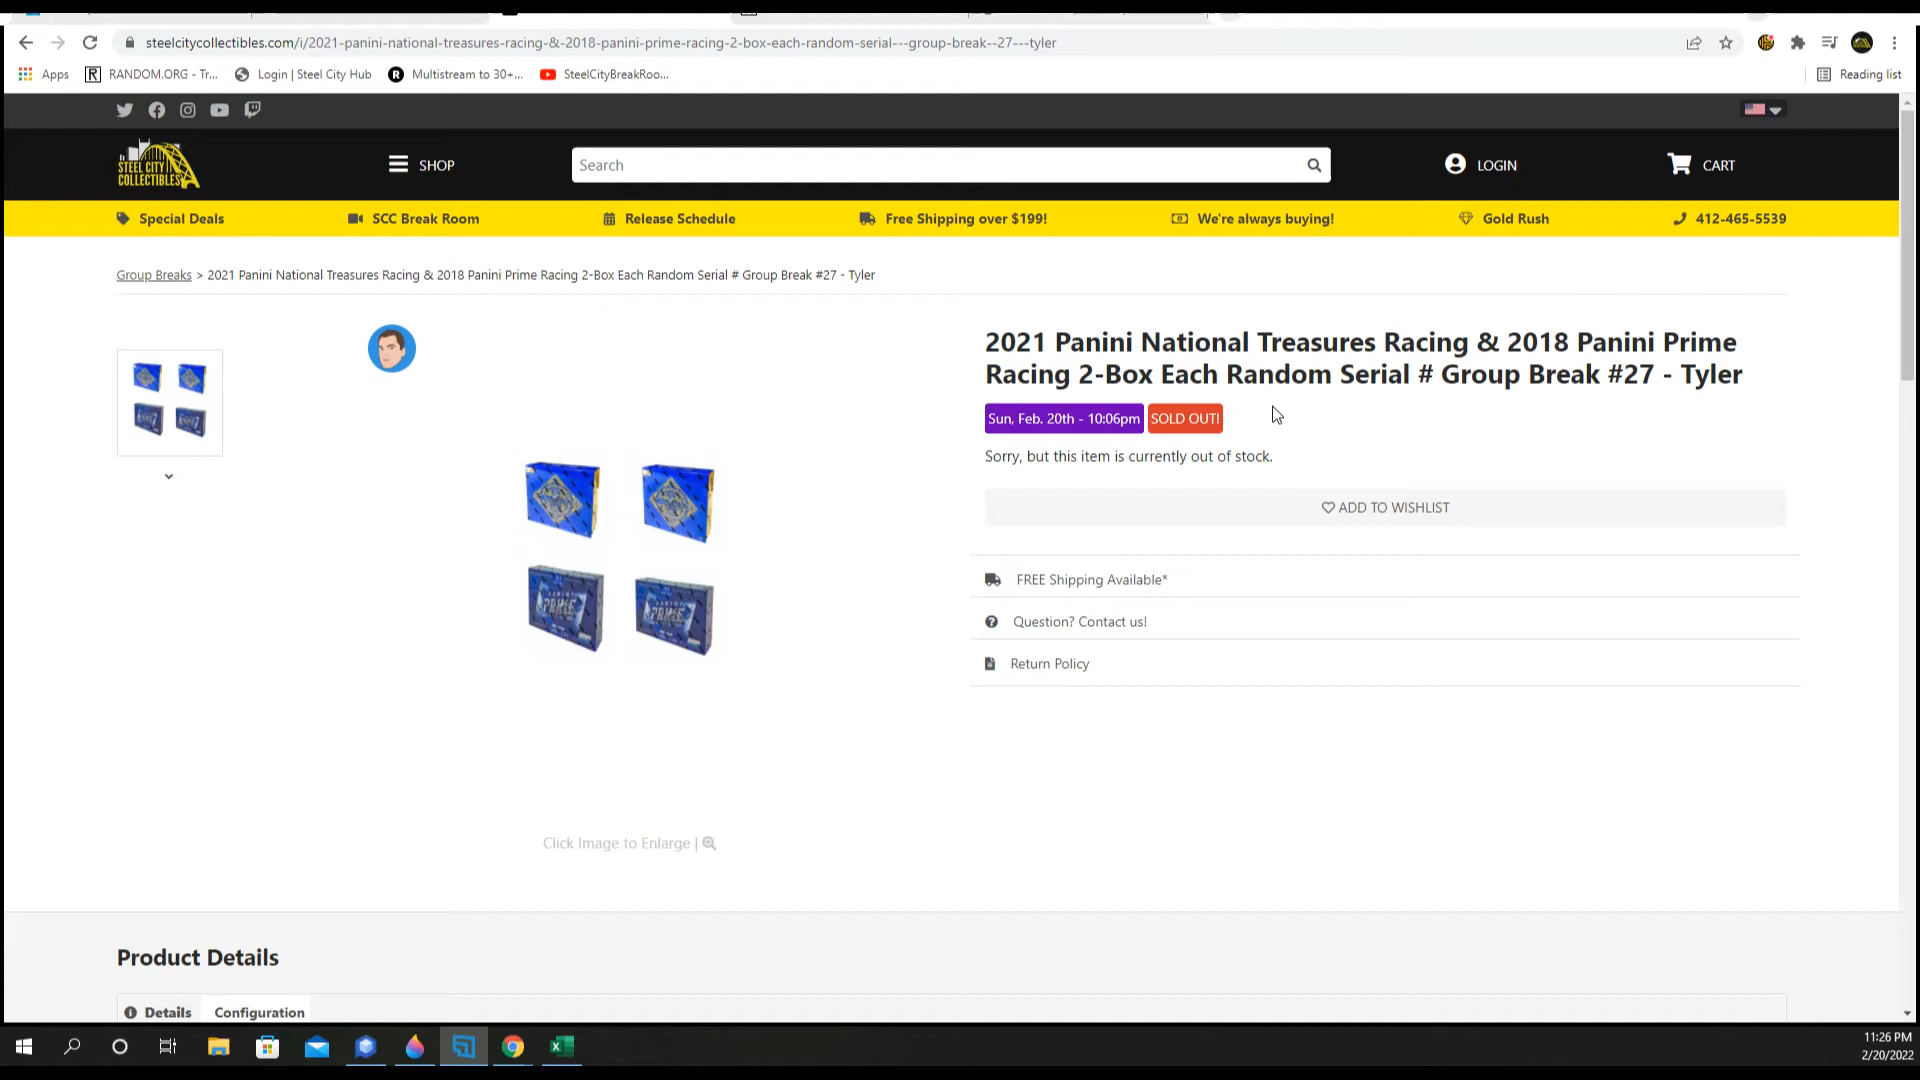 steelcitycollectibles.com/i/2021-panini-national-treasures-racing-&-2018-panini-prime-racing-2-box-each-random-serial---group-break--27---tyler
Apps
RANDOM.ORG - Tr...
Login | Steel City Hub
Multistream to 30+...
SteelCityBreakRoo...
Reading list
STEEL CITY
COLLECTIBLES
SHOP
Search
LOGIN
CART
Special Deals
SCC Break Room
Release Schedule
Free Shipping over $199!
We're always buying!
Gold Rush
412-465-5539
Group Breaks > 2021 Panini National Treasures Racing & 2018 Panini Prime Racing 2-Box Each Random Serial # Group Break #27 - Tyler
2021 Panini National Treasures Racing & 2018 Panini Prime
Racing 2-Box Each Random Serial # Group Break #27 - Tyler
Sun, Feb. 20th - 10:06pm
SOLD OUT!
Sorry, but this item is currently out of stock.
ADD TO WISHLIST
PANINI
PRIME
PANINI
PRIME
FREE Shipping Available*
Question? Contact us!
Return Policy
Click Image to Enlarge |
Product Details
Details
Configuration
11:26 PM
2/20/2022